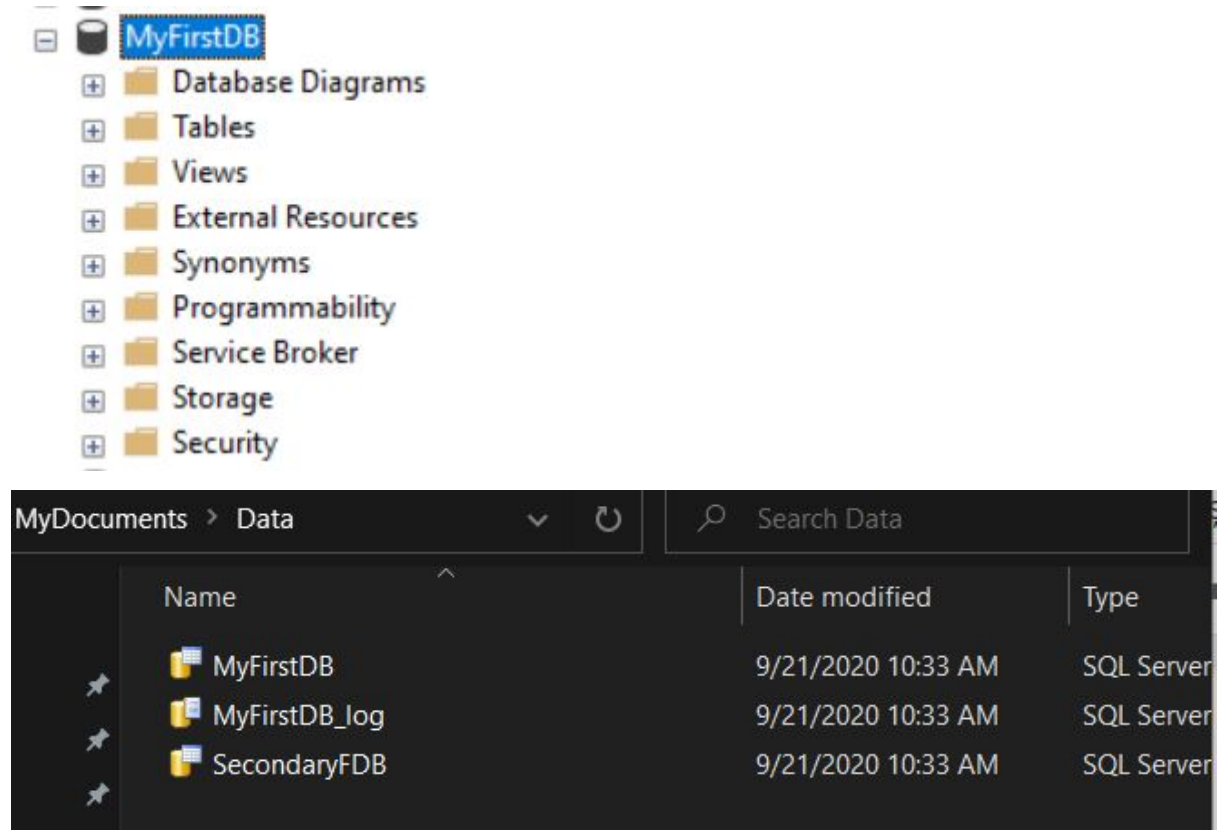 MyFirstDB
Database Diagrams
Tables
Views
External Resources
Synonyms
Programmability
Service Broker
Storage
Security
MyDocuments > Data Search Data
Name Date modified Type
MyFirstDB 9/21/2020 10:33 AM SQL Server
MyFirstDB_log 9/21/2020 10:33 AM SQL Server
SecondaryFDB 9/21/2020 10:33 AM SQL Server